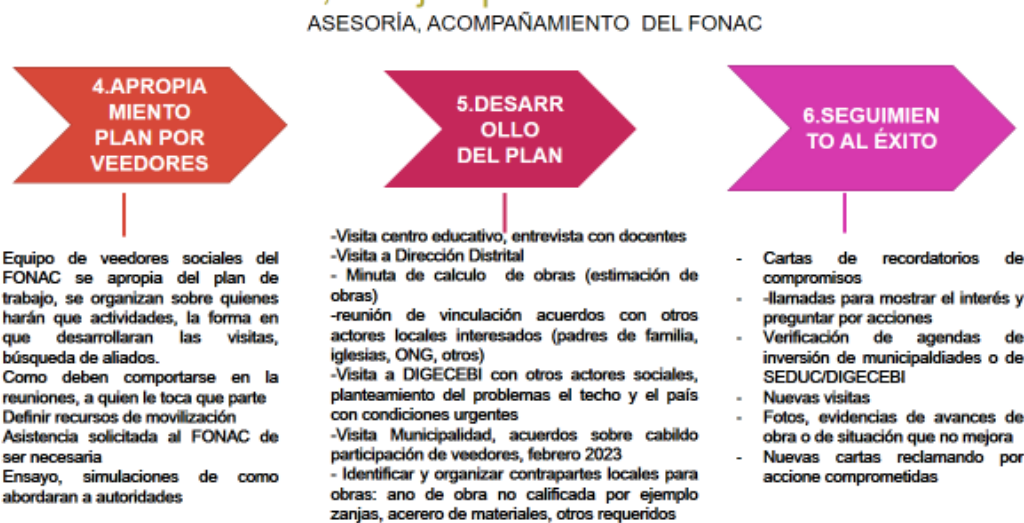 ASESORÍA, ACOMPAÑAMIENTO DEL FONAC
4.APROPIA
MIENTO
PLAN POR
VEEDORES
Equipo de veedores sociales del
FONAC se apropia del plan de
trabajo, se organizan sobre quienes
harán que actividades, la forma en
que desarrollaran las visitas,
búsqueda de aliados.
Como deben comportarse en la
reuniones, a quien le toca que parte
Definir recursos de movilización
Asistencia solicitada al FONAC de
ser necesaria
Ensayo, simulaciones de como
abordaran a autoridades
5.DESARR
OLLO
DEL PLAN
-Visita centro educativo, entrevista con docentes
-Visita a Dirección Distrital
- Minuta de calculo de obras (estimación de
obras)
-reunión de vinculación acuerdos con otros
actores locales interesados (padres de familia,
iglesias, ONG, otros)
-Visita a DIGECEBI con otros actores sociales,
planteamiento del problemas el techo y el país
con condiciones urgentes
-Visita Municipalidad, acuerdos sobre cabildo
participación de veedores, febrero 2023
- Identificar y organizar contrapartes locales para
obras: ano de obra no calificada por ejemplo
zanjas, acerero de materiales, otros requeridos
6.SEGUIMIEN
TO AL ÉXITO
- Cartas de recordatorios de
compromisos
- -llamadas para mostrar el interés y
preguntar por acciones
- Verificación de agendas de
inversión de municipaldiades o de
SEDUC/DIGECEBI
- Nuevas visitas
- Fotos, evidencias de avances de
obra o de situación que no mejora
- Nuevas cartas reclamando por
accione comprometidas